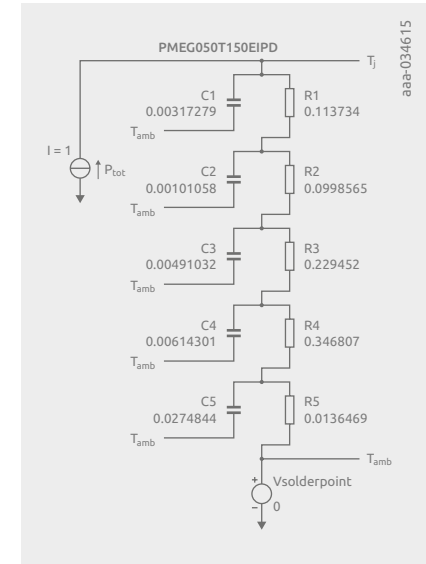 aaa-034615
PMEG050T150EIPD
Tj
C1
0.00317279
R1
0.113734
Tamb
I = 1
Ptot
C2
0.00101058
R2
0.0998565
Tamb
C3
0.00491032
R3
0.229452
Tamb
C4
0.00614301
R4
0.346807
Tamb
C5
0.0274844
R5
0.0136469
Tamb
Tamb
+
Vsolderpoint
–
0